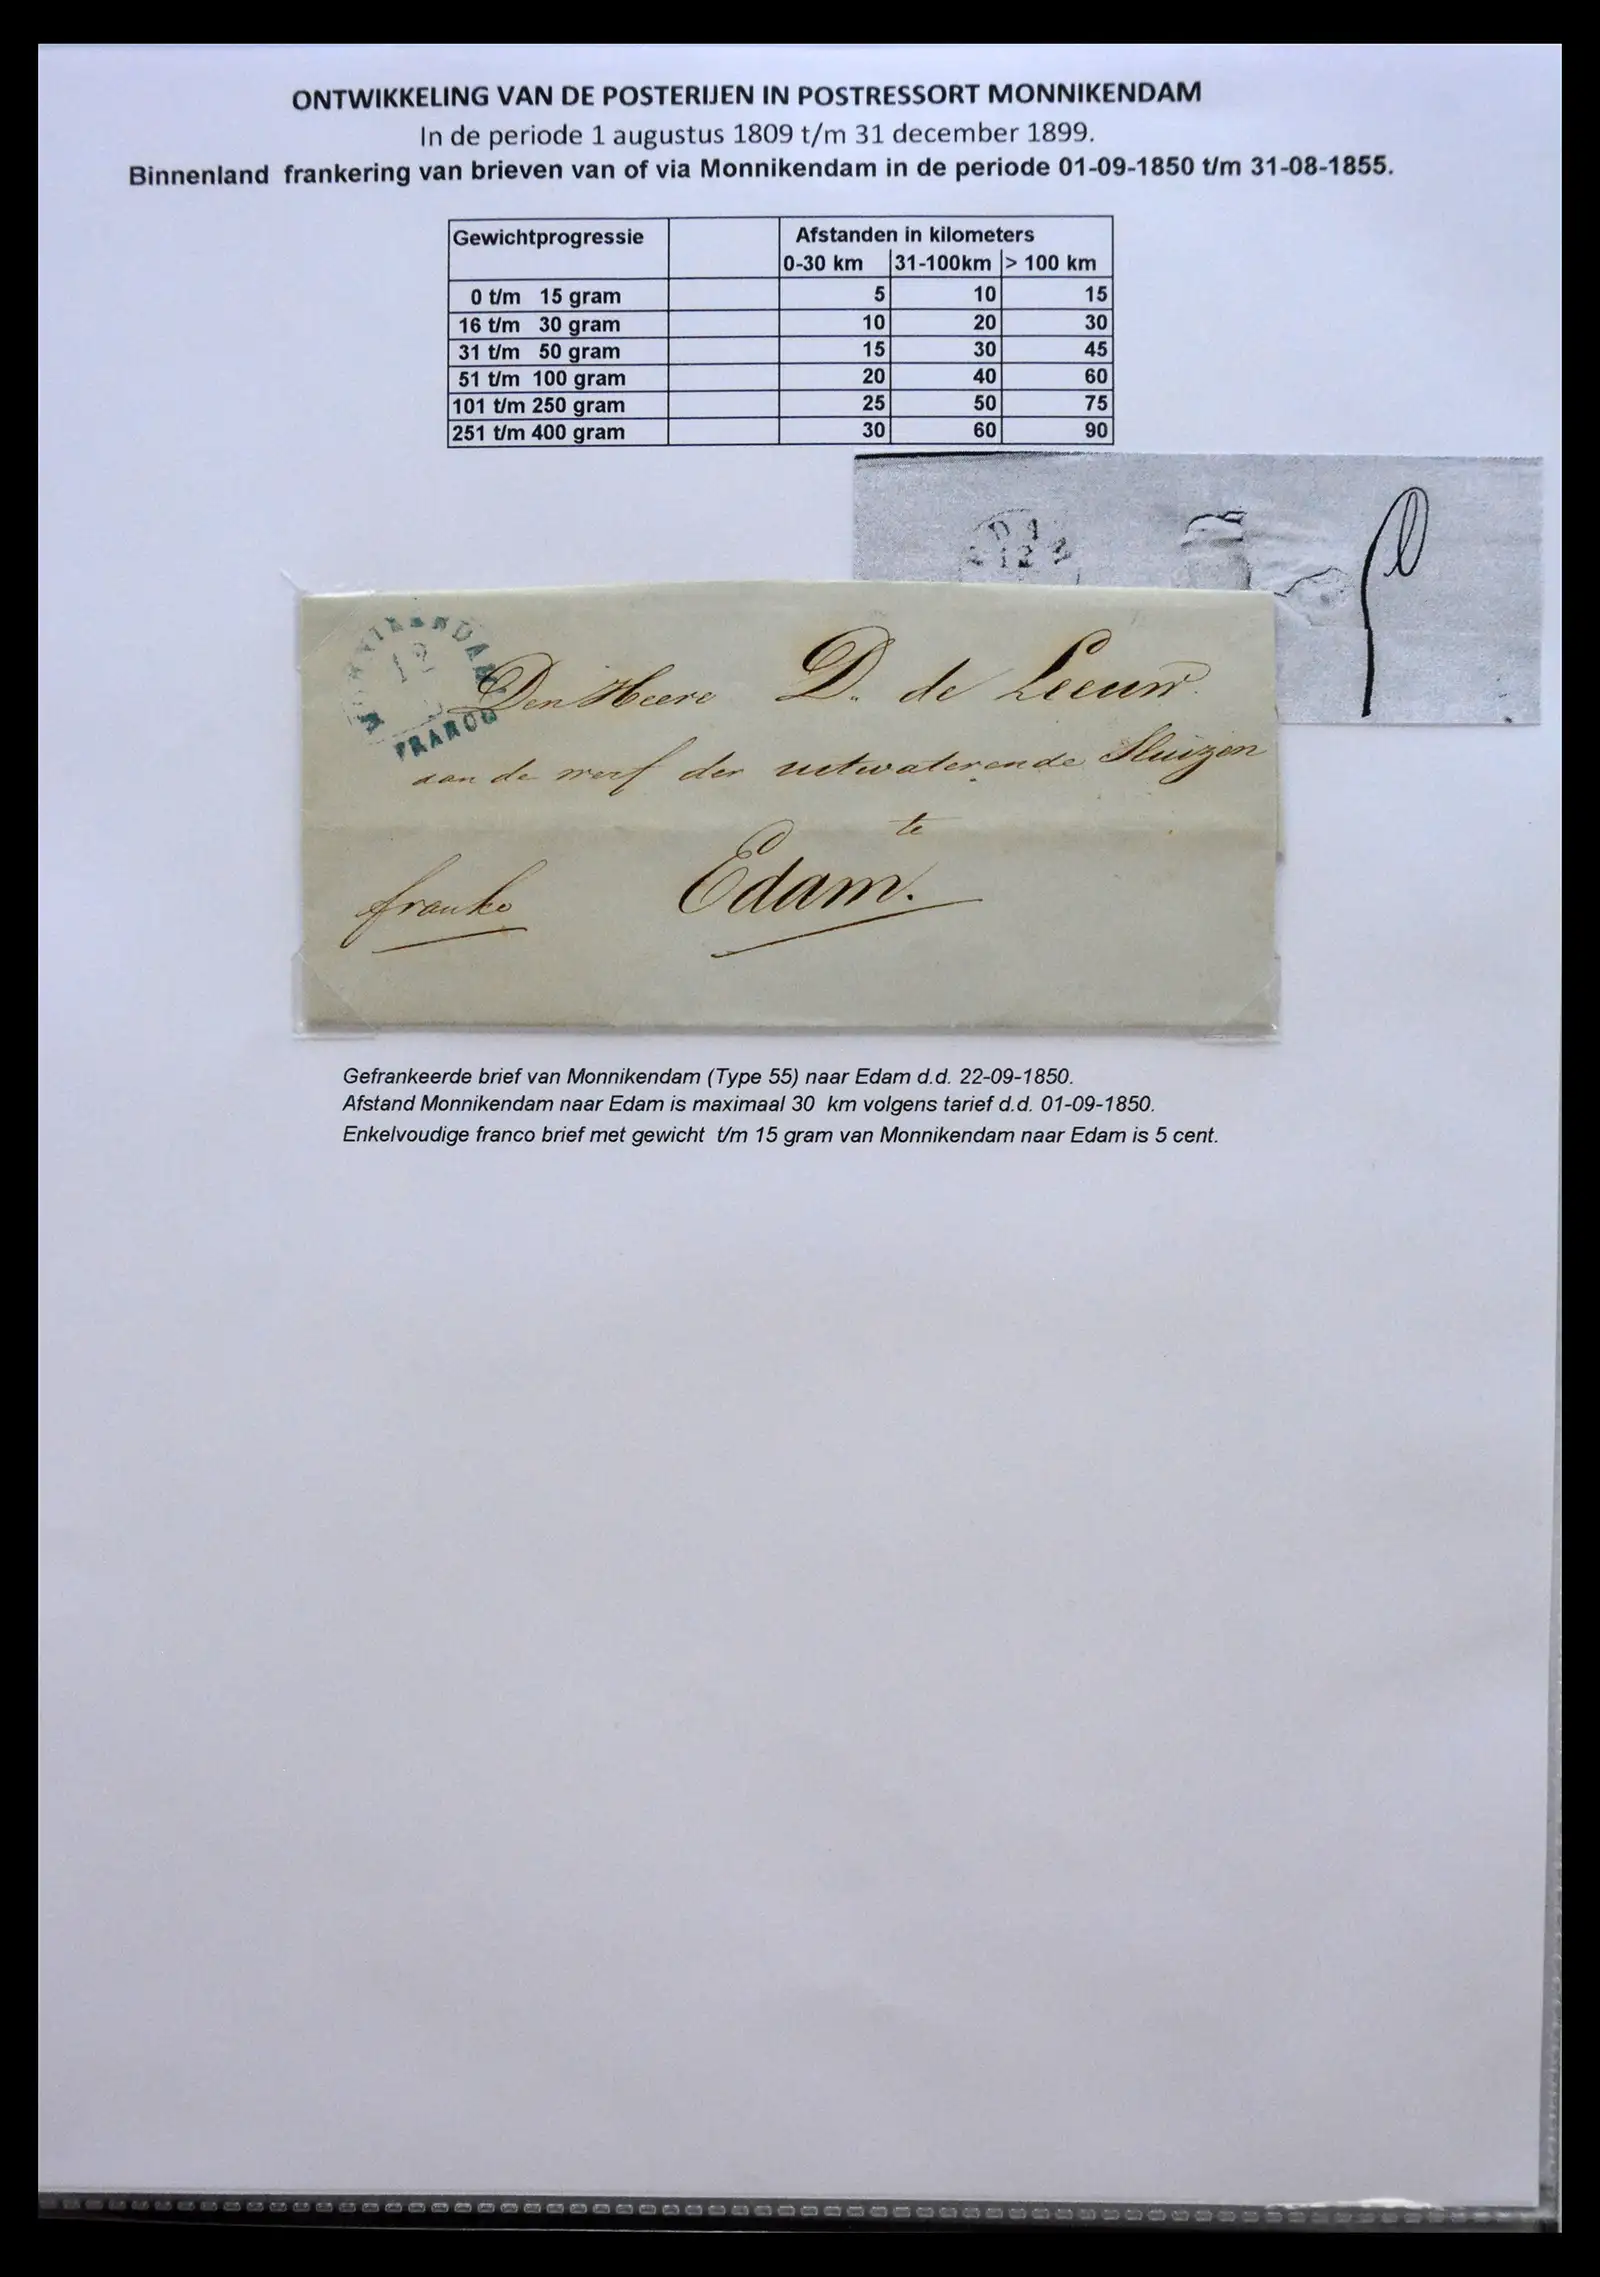 ONTWIKKELING VAN DE POSTERIJEN IN POSTRESSORT MONNIKENDAM
In de periode 1 augustus 1809 t/m 31 december 1899.
Binnenland frankering van brieven van of via Monnikendam in de periode 01-09-1850 t/m 31-08-1855.
Gewichtprogressie Afstanden in kilometers
0-30 km 31-100km > 100 km
0 t/m 15 gram 5 10 15
16 t/m 30 gram 10 20 30
31 t/m 50 gram 15 30 45
51 t/m 100 gram 20 40 60
101 t/m 250 gram 25 50 75
251 t/m 400 gram 30 60 90
MONNIKENDAM
FRANCO
Den Heere D. de Leeuw
aan de werf der uitwaterende Sluizen
te
franko Edam.
Gefrankeerde brief van Monnikendam (Type 55) naar Edam d.d. 22-09-1850.
Afstand Monnikendam naar Edam is maximaal 30 km volgens tarief d.d. 01-09-1850.
Enkelvoudige franco brief met gewicht t/m 15 gram van Monnikendam naar Edam is 5 cent.